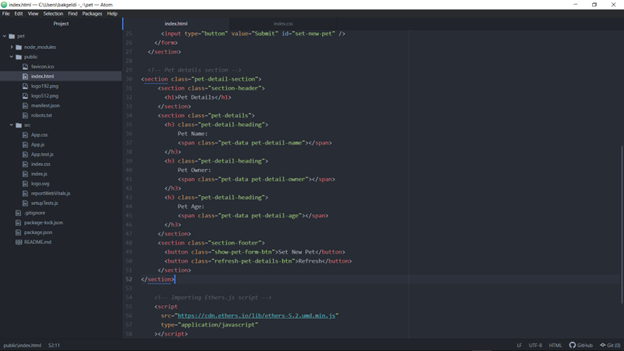 index.html — C:\Users\bakge\dl - \-\pet — Atom
File Edit View Selection Find Packages Help
Project
index.html
index.css
pet
node_modules
public
favicon.ico
index.html
logo192.png
logo512.png
manifest.json
robots.txt
src
App.css
App.js
App.test.js
index.css
index.js
logo.svg
reportWebVitals.js
setupTests.js
.gitignore
package-lock.json
package.json
README.md
25 <input type="button" value="Submit" id="set-new-pet" />
26 </form>
27 </section>
28
29 <!-- Pet details section -->
30 <section class="pet-detail-section">
31 <section class="section-header">
32 <h1>Pet Details</h1>
33 </section>
34 <section class="pet-details">
35 <h3 class="pet-detail-heading">
36 Pet Name:
37 <span class="pet-data pet-detail-name"></span>
38 </h3>
39 <h3 class="pet-detail-heading">
40 Pet Owner:
41 <span class="pet-data pet-detail-owner"></span>
42 </h3>
43 <h3 class="pet-detail-heading">
44 Pet Age:
45 <span class="pet-data pet-detail-age"></span>
46 </h3>
47 </section>
48 <section class="section-footer">
49 <button class="show-pet-form-btn">Set New Pet</button>
50 <button class="refresh-pet-details-btn">Refresh</button>
51 </section>
52 </section>
53
54 <!-- Importing Ethers.js script -->
55 <script
56 src="https://cdn.ethers.io/lib/ethers-5.2.umd.min.js"
57 type="application/javascript"
58 ></script>
public\index.html 52:11
LF UTF-8 HTML GitHub Git (0)